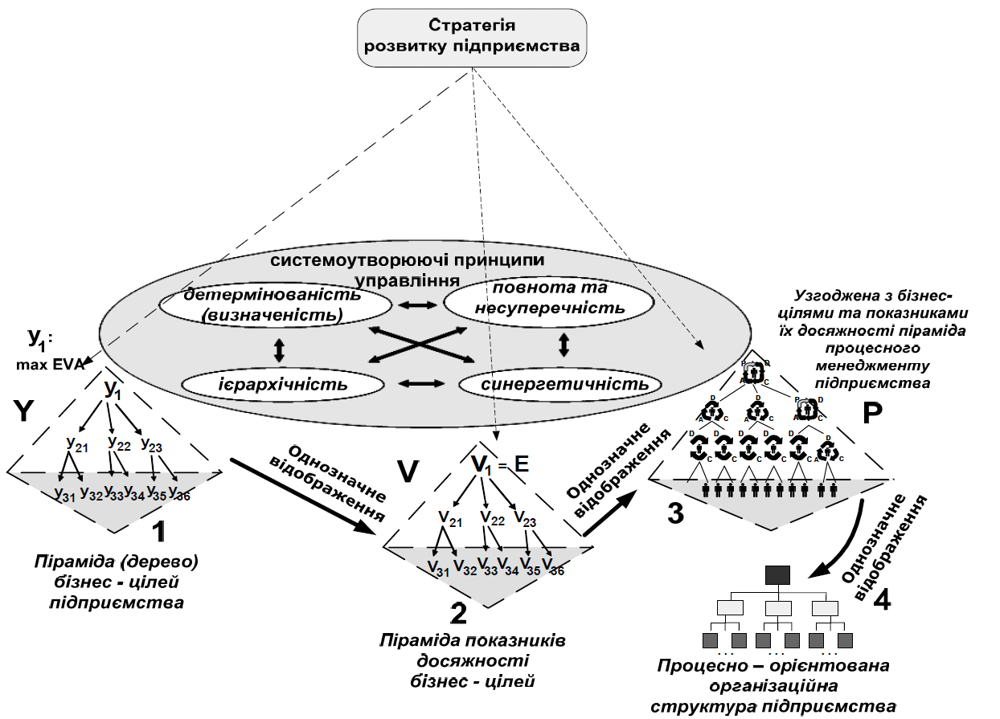 Стратегія
розвитку підприємства
системоутворюючі принципи
управління
детермінованість
(визначеність)
повнота та
несуперечність
ієрархічність
синергетичність
y1:
max EVA
Y
y1
y21 y22 y23
y31 y32 y33 y34 y35 y36
1
Піраміда (дерево)
бізнес - цілей
підприємства
Однозначне
відображення
V
V1 = E
V21 V22 V23
V31 V32 V33 V34 V35 V36
2
Піраміда показників
досяжності
бізнес - цілей
Однозначне
відображення
Узгоджена з бізнес-
цілями та показниками
їх досяжності піраміда
процесного
менеджменту
підприємства
P
P D
A C
D P D
A C A C A C
D D D D D D
C C C C C A C
3
Однозначне
відображення
4
. . . . . . . . .
Процесно – орієнтована
організаційна
структура підприємства